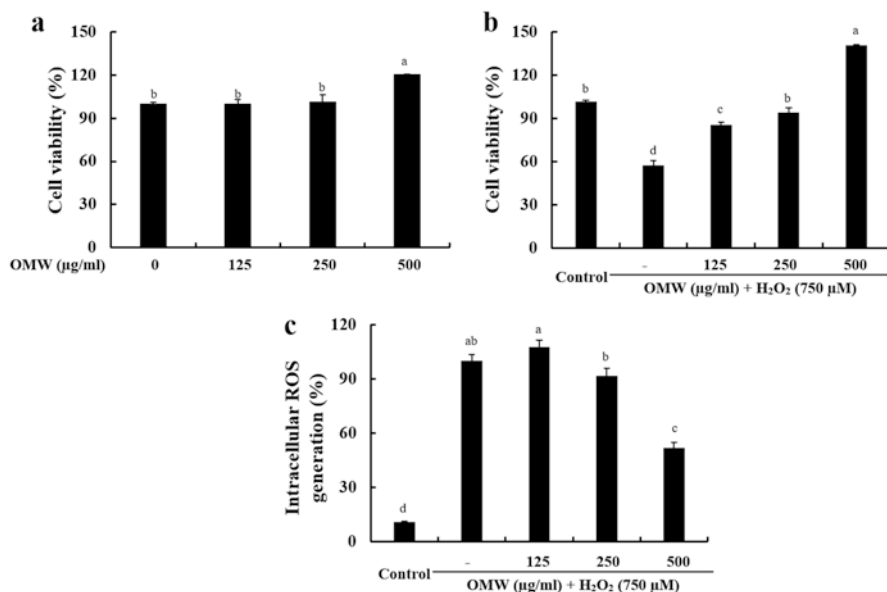 a
Cell viability (%)
150
120
90
60
30
0
b
b
b
a
OMW (μg/ml)
0 125 250 500
b
Cell viability (%)
150
120
90
60
30
0
b
d
c
b
a
Control - 125 250 500
OMW (μg/ml) + H₂O₂ (750 μM)
c
Intracellular ROS
generation (%)
120
90
60
30
0
d
ab
a
b
c
Control - 125 250 500
OMW (μg/ml) + H₂O₂ (750 μM)